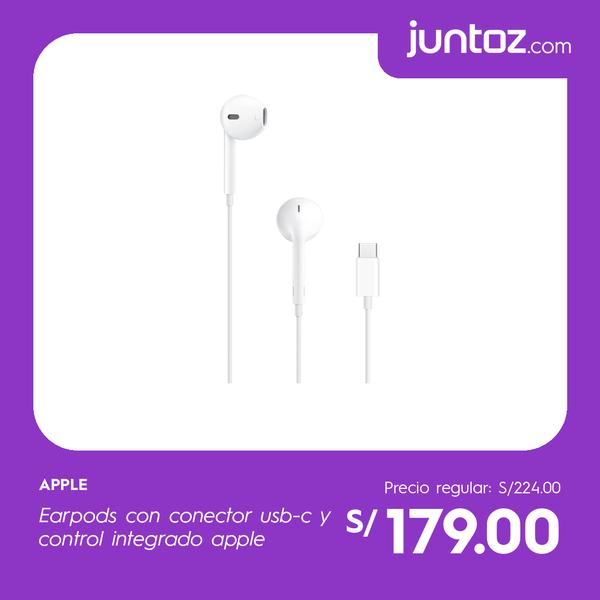 juntoz.com
APPLE
Earpods con conector usb-c y
control integrado apple
Precio regular: S/224.00
S/179.00